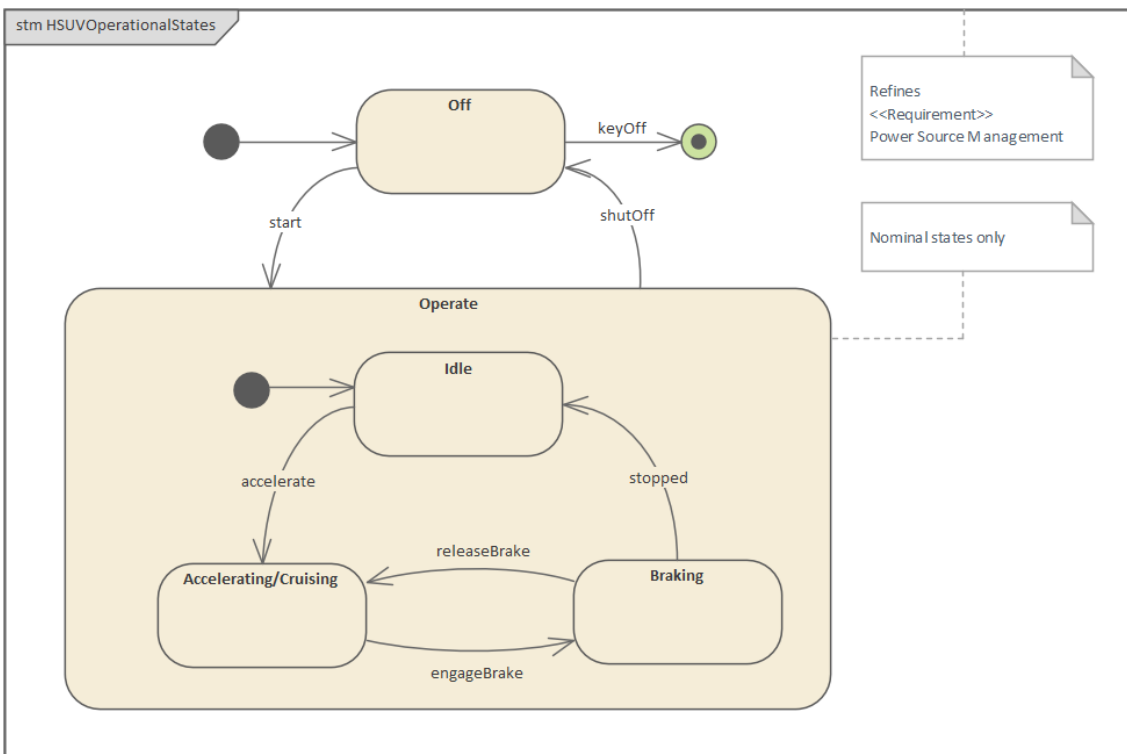 stm HSUVOperationalStates
Off
keyOff
Refines
<<Requirement>>
Power Source Management
start
shutOff
Nominal states only
Operate
Idle
accelerate
stopped
releaseBrake
Accelerating/Cruising
Braking
engageBrake